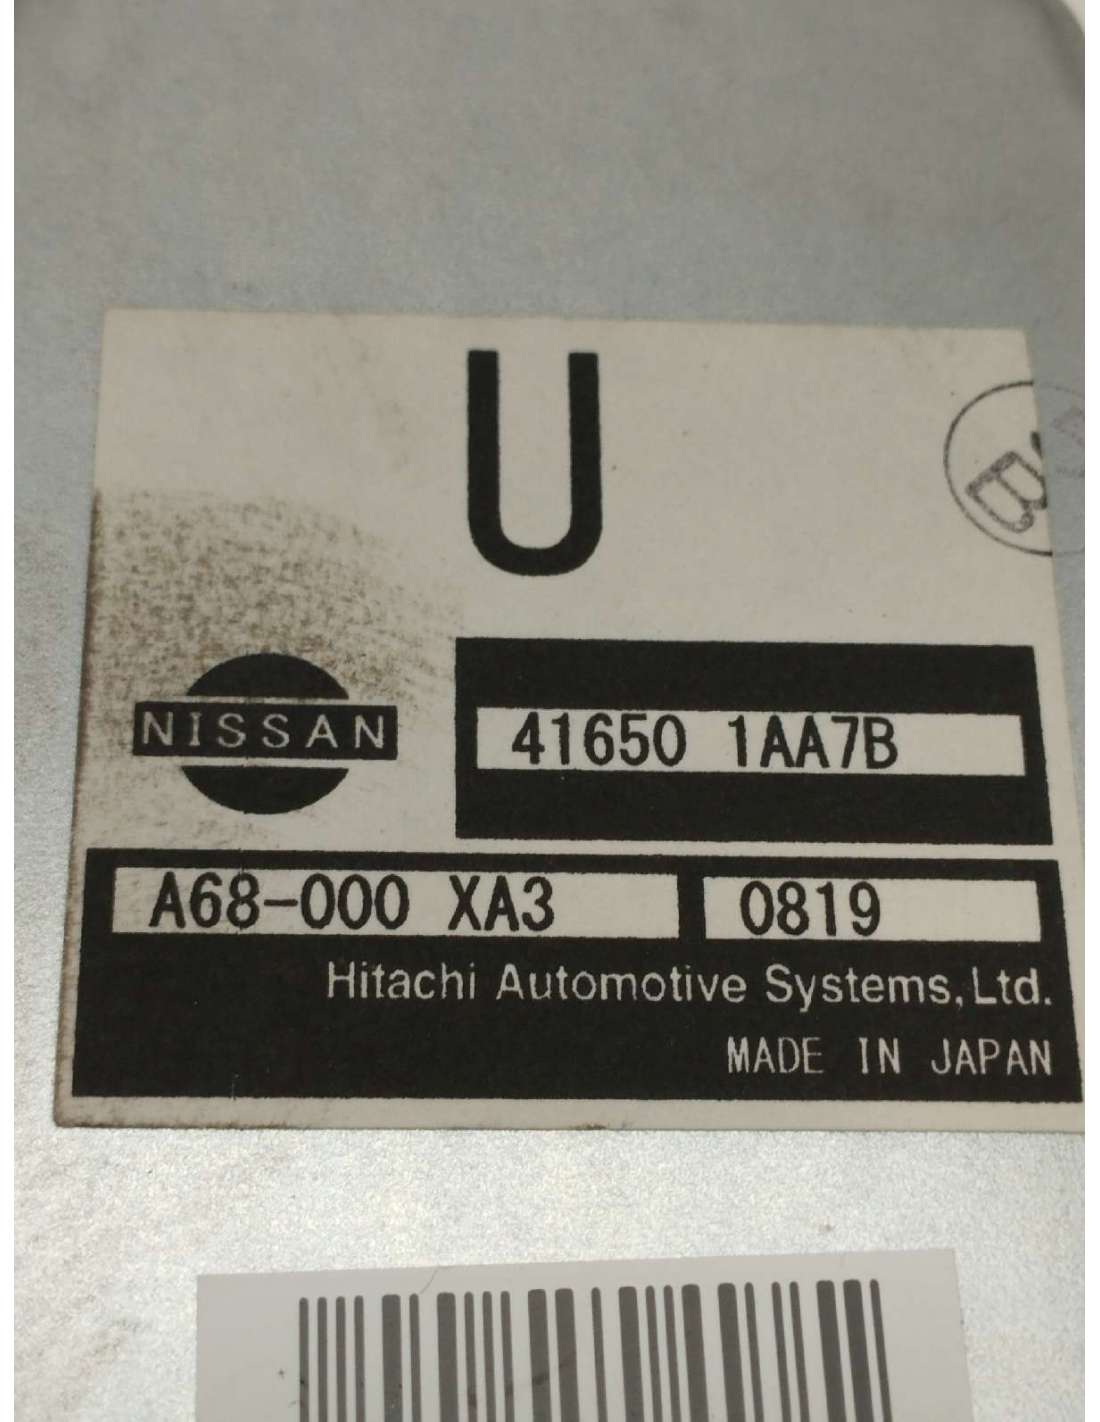 U
NISSAN
41650 1AA7B
A68-000 XA3
0819
Hitachi Automotive Systems, Ltd.
MADE IN JAPAN